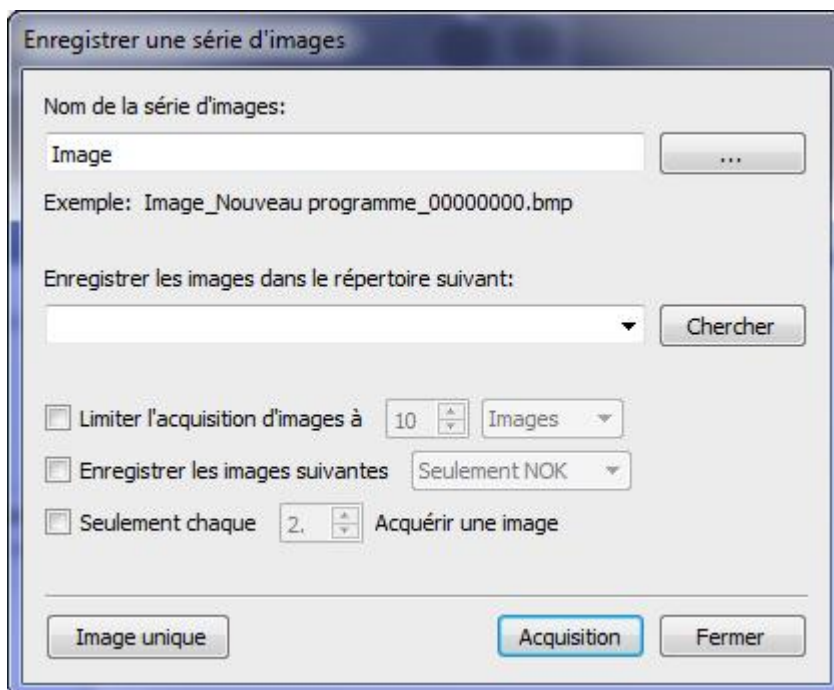 Enregistrer une série d'images
Nom de la série d'images:
Image
...
Exemple: Image_Nouveau programme_00000000.bmp
Enregistrer les images dans le répertoire suivant:
Chercher
Limiter l'acquisition d'images à 10 Images
Enregistrer les images suivantes Seulement NOK
Seulement chaque 2. Acquérir une image
Image unique Acquisition Fermer